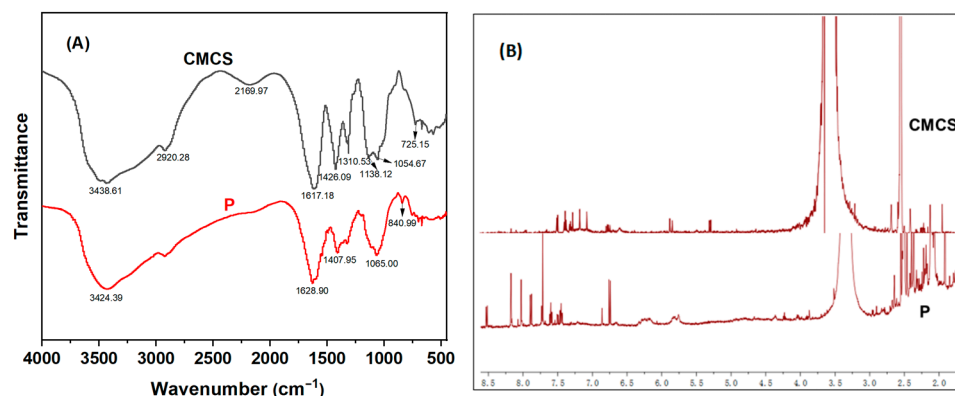 (A)
CMCS
2169.97
2920.28
3438.61
725.15
1310.53
1054.67
1138.12
1426.09
1617.18
P
840.99
1407.95
1065.00
3424.39
1628.90
Transmittance
4000 3500 3000 2500 2000 1500 1000 500
Wavenumber (cm⁻¹)
(B)
CMCS
P
8.5 8.0 7.5 7.0 6.5 6.0 5.5 5.0 4.5 4.0 3.5 3.0 2.5 2.0